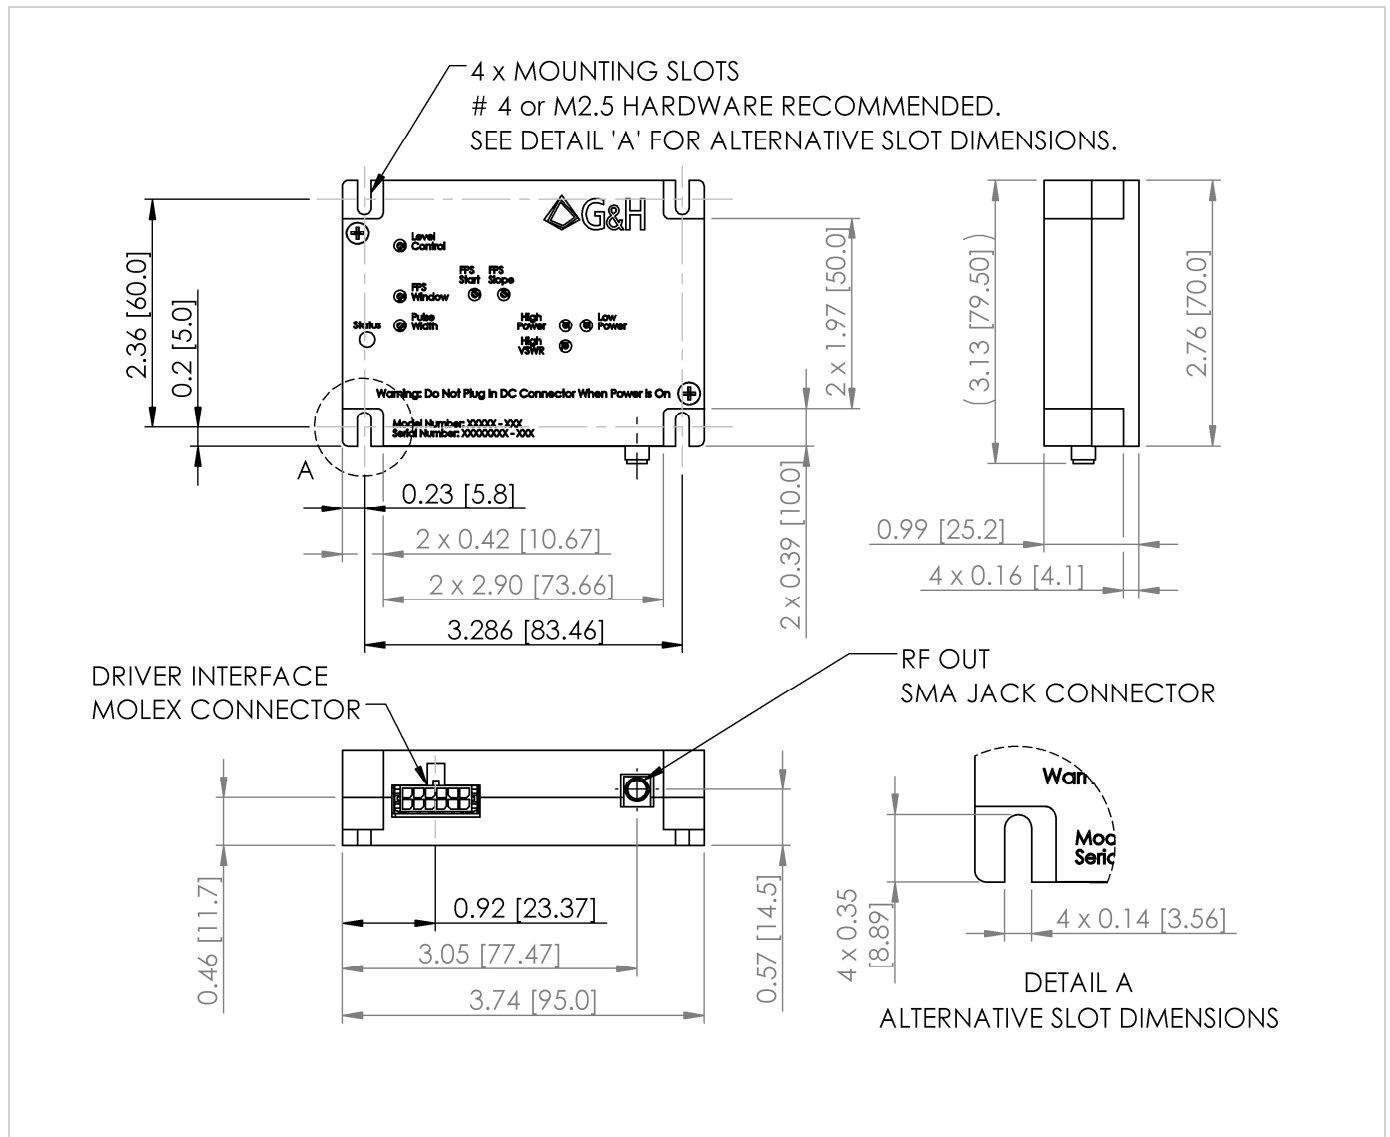 4 x MOUNTING SLOTS
# 4 or M2.5 HARDWARE RECOMMENDED.
SEE DETAIL 'A' FOR ALTERNATIVE SLOT DIMENSIONS.
G&H
Level
Control
FPS
Start
FPS
Slope
FPS
Window
Pulse
Width
Status
High
Power
Low
Power
High
VSWR
Warning: Do Not Plug In DC Connector When Power Is On
Model Number: XXXXX - XXX
Serial Number: XXXXXXXX - XXX
2.36 [60.0]
0.2 [5.0]
A
2 x 1.97 [50.0]
( 3.13 [79.50] )
2.76 [70.0]
0.23 [5.8]
2 x 0.42 [10.67]
2 x 2.90 [73.66]
3.286 [83.46]
2 x 0.39 [10.0]
0.99 [25.2]
4 x 0.16 [4.1]
DRIVER INTERFACE
MOLEX CONNECTOR
RF OUT
SMA JACK CONNECTOR
0.46 [11.7]
0.92 [23.37]
3.05 [77.47]
3.74 [95.0]
0.57 [14.5]
Warn
Mod
Seria
4 x 0.35
[8.89]
4 x 0.14 [3.56]
DETAIL A
ALTERNATIVE SLOT DIMENSIONS